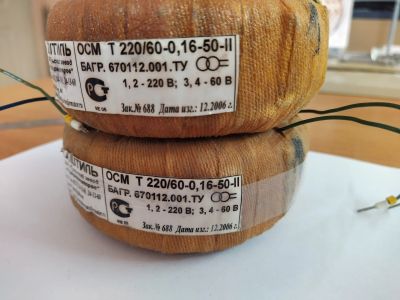 ОСМ Т 220/60-0,16-50-II
БАГР. 670112.001.ТУ
1, 2 - 220 В; 3, 4 - 60 В
Зак.№ 688 Дата изг.: 12.2006 г.
ОСМ Т 220/60-0,16-50-II
БАГР. 670112.001.ТУ
1, 2 - 220 В; 3, 4 - 60 В
Зак.№ 688 Дата изг.: 12.2006 г.